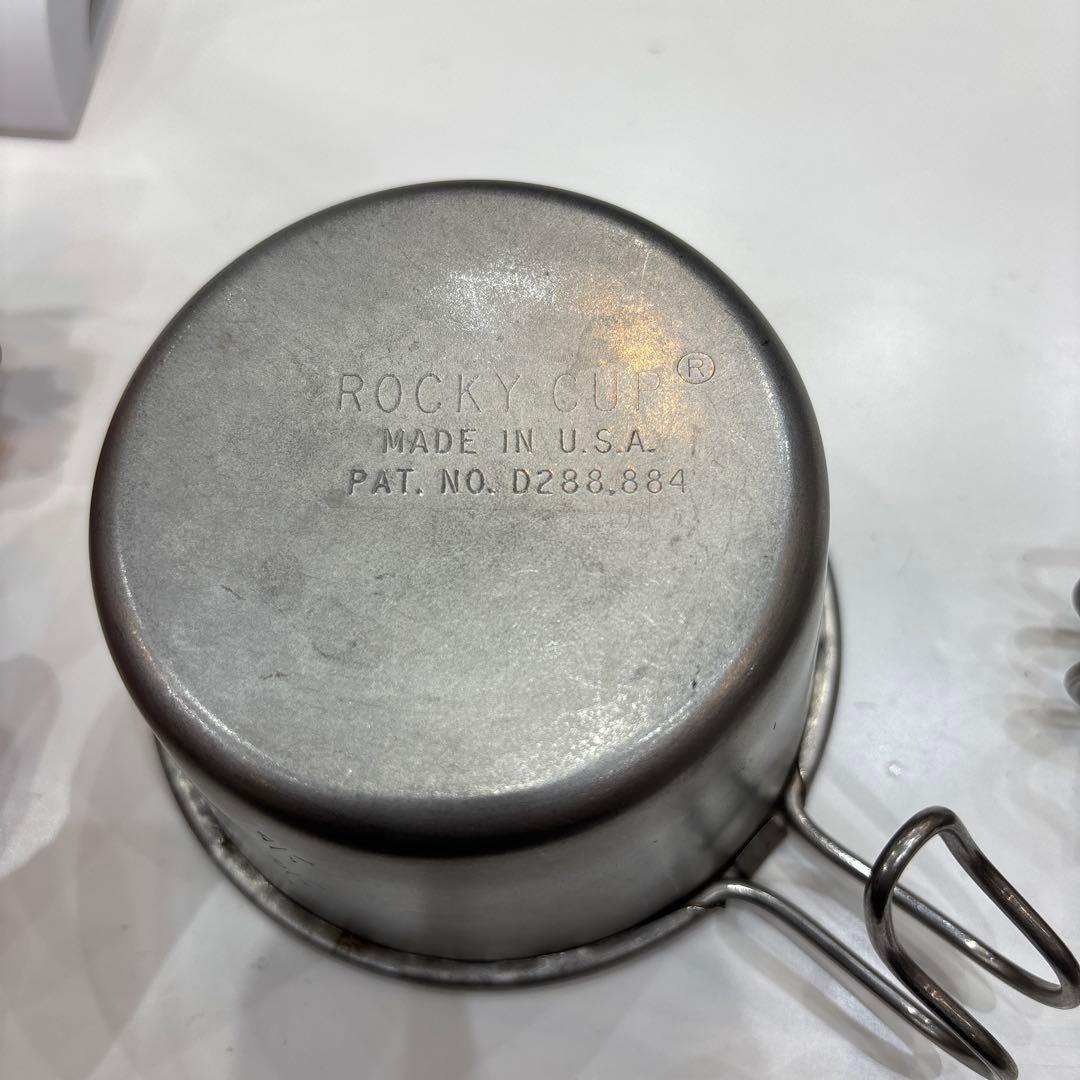 ROCKY CUP®
MADE IN U.S.A.
PAT. NO. D288,884